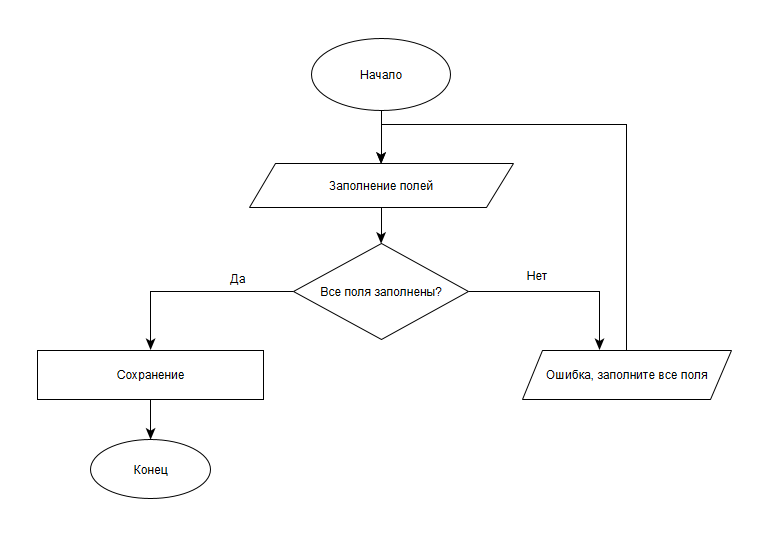 Начало
Заполнение полей
Да
Все поля заполнены?
Нет
Сохранение
Ошибка, заполните все поля
Конец